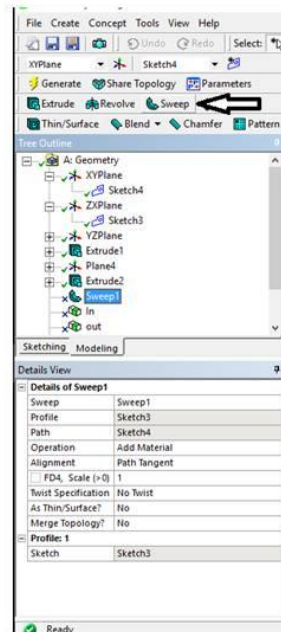 File Create Concept Tools View Help
Undo Redo Select:
XYPlane Sketch4
Generate Share Topology Parameters
Extrude Revolve Sweep
Thin/Surface Blend Chamfer Pattern
Tree Outline
A: Geometry
XYPlane
Sketch4
ZXPlane
Sketch3
YZPlane
Extrude1
Plane4
Extrude2
Sweep1
In
out
Sketching Modeling
Details View
Details of Sweep1
Sweep Sweep1
Profile Sketch3
Path Sketch4
Operation Add Material
Alignment Path Tangent
FD4, Scale (>0) 1
Twist Specification No Twist
As Thin/Surface? No
Merge Topology? No
Profile: 1
Sketch Sketch3
Ready